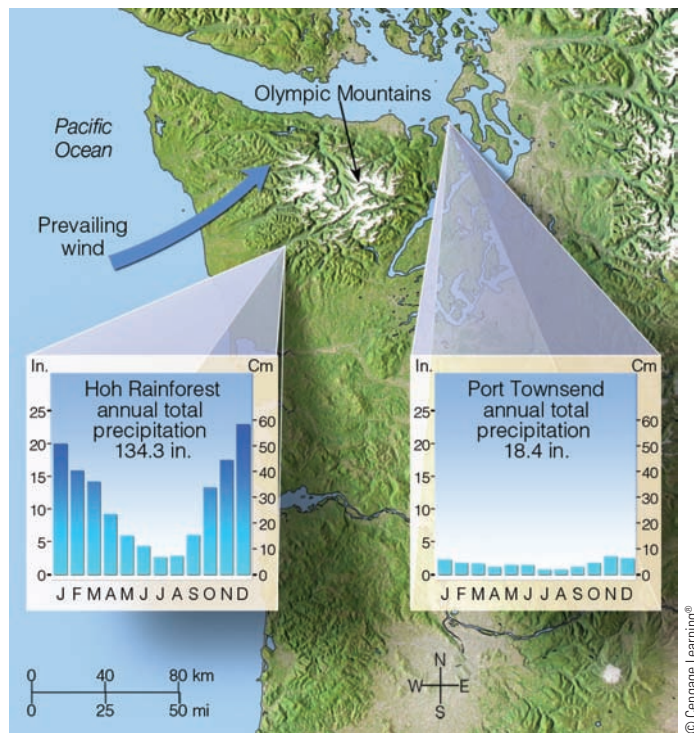 Olympic Mountains
Pacific
Ocean
Prevailing
wind
In.
Cm
Hoh Rainforest
annual total
precipitation
134.3 in.
25
20
15
10
5
0
60
50
40
30
20
10
0
J F M A M J J A S O N D
In.
Cm
Port Townsend
annual total
precipitation
18.4 in.
25
20
15
10
5
0
60
50
40
30
20
10
0
J F M A M J J A S O N D
0 40 80 km
0 25 50 mi
N
W E
S
© Cengage Learning®